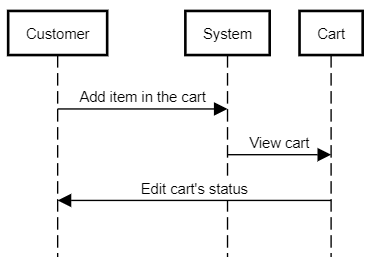 Customer
System
Cart
Add item in the cart
View cart
Edit cart's status